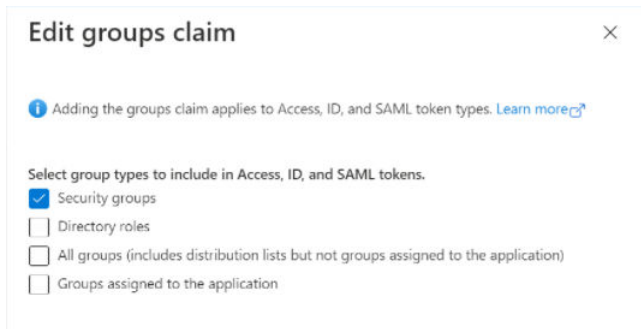 Edit groups claim
Adding the groups claim applies to Access, ID, and SAML token types. Learn more
Select group types to include in Access, ID, and SAML tokens.
Security groups
Directory roles
All groups (includes distribution lists but not groups assigned to the application)
Groups assigned to the application